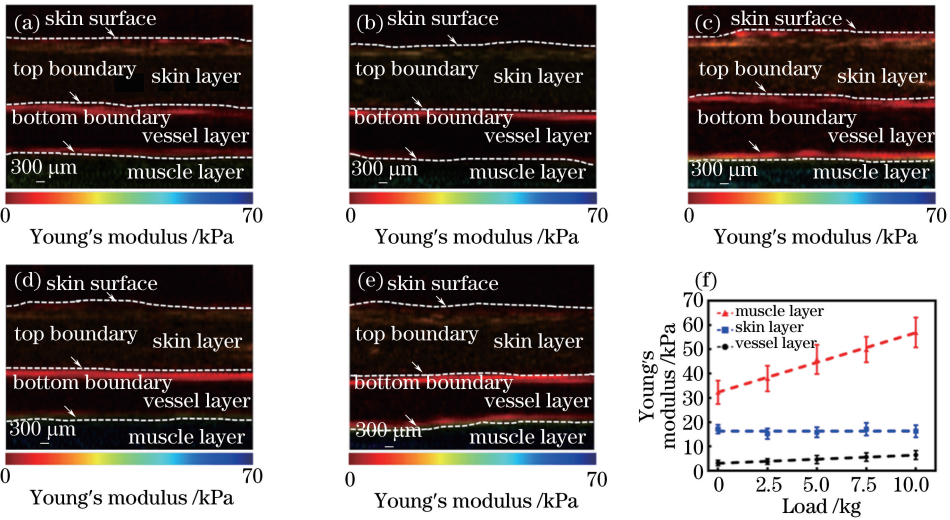 (a)
skin surface
top boundary
skin layer
bottom boundary
vessel layer
300 μm
muscle layer
0
70
Young's modulus /kPa
(b)
skin surface
top boundary
skin layer
bottom boundary
vessel layer
300 μm
muscle layer
0
70
Young's modulus /kPa
(c)
skin surface
top boundary
skin layer
bottom boundary
vessel layer
300 μm
muscle layer
0
70
Young's modulus /kPa
(d)
skin surface
top boundary
skin layer
bottom boundary
vessel layer
300 μm
muscle layer
0
70
Young's modulus /kPa
(e)
skin surface
top boundary
skin layer
bottom boundary
vessel layer
300 μm
muscle layer
0
70
Young's modulus /kPa
(f)
muscle layer
skin layer
vessel layer
Young's
modulus /kPa
70
60
50
40
30
20
10
0
0 2.5 5.0 7.5 10.0
Load /kg